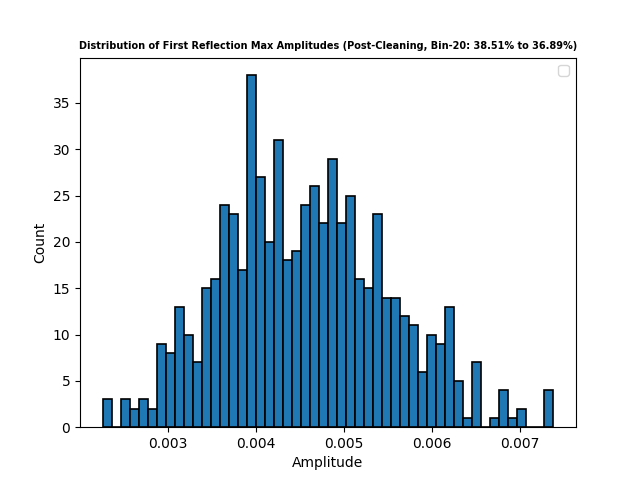 Distribution of First Reflection Max Amplitudes (Post-Cleaning, Bin-20: 38.51% to 36.89%)
35
30
25
20
15
10
5
0
Count
0.003 0.004 0.005 0.006 0.007
Amplitude